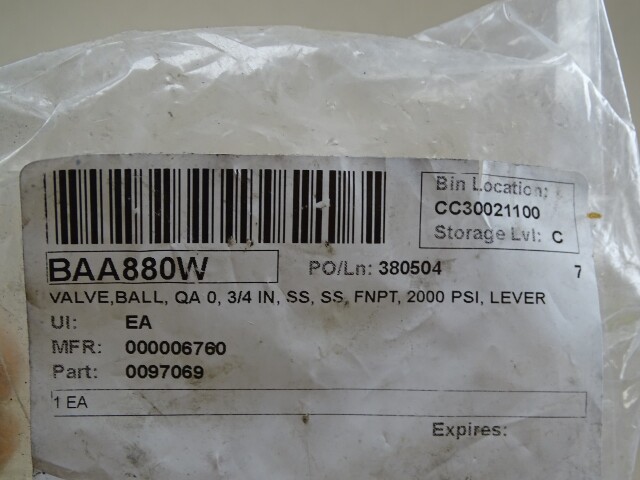 Bin Location:
CC30021100
Storage Lvl: C
BAA880W PO/Ln: 380504 7
VALVE,BALL, QA 0, 3/4 IN, SS, SS, FNPT, 2000 PSI, LEVER
UI: EA
MFR: 000006760
Part: 0097069
1 EA
Expires: